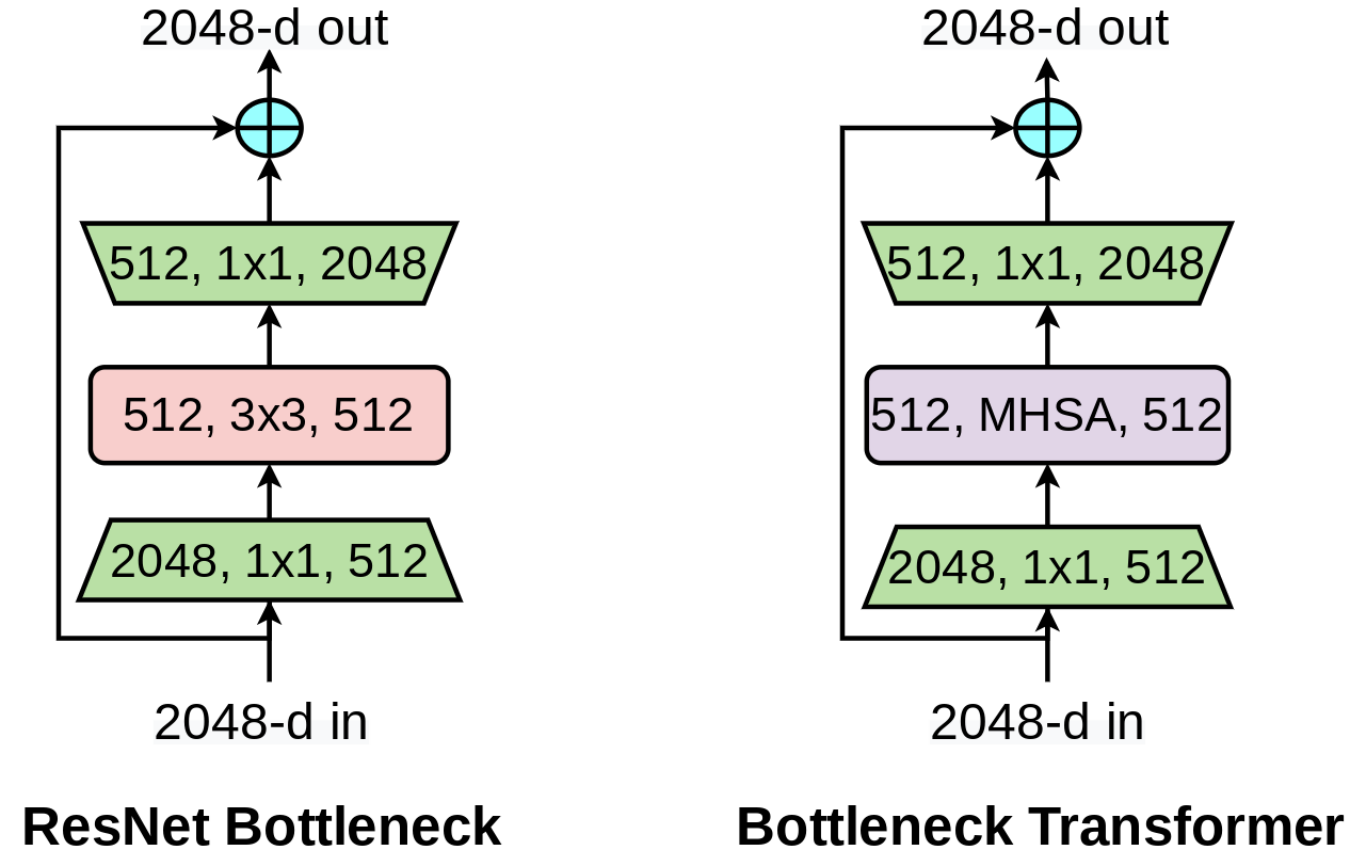 2048-d out
512, 1x1, 2048
512, 3x3, 512
2048, 1x1, 512
2048-d in
ResNet Bottleneck
2048-d out
512, 1x1, 2048
512, MHSA, 512
2048, 1x1, 512
2048-d in
Bottleneck Transformer